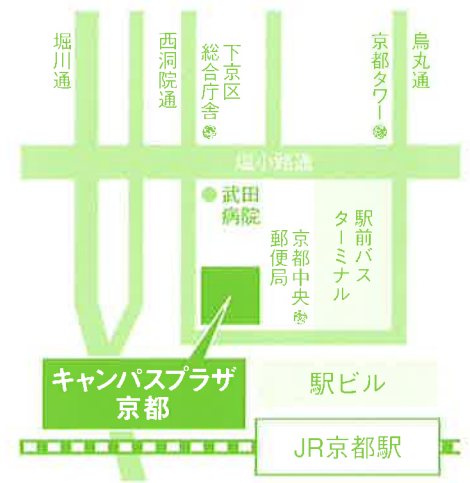 堀川通
西洞院通
下京区
総合庁舎
京都タワー
烏丸通
塩小路通
武田
病院
京都中央
郵便局
駅前バス
ターミナル
キャンパスプラザ
京都
駅ビル
JR京都駅